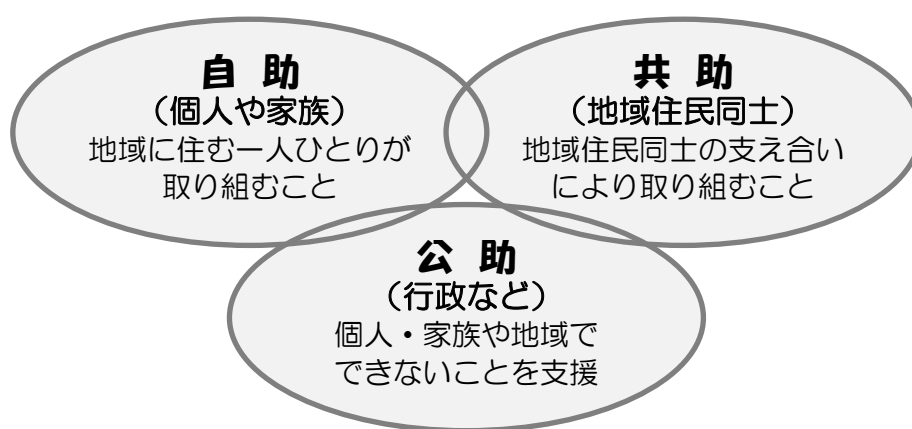 自 助
（個人や家族）
地域に住む一人ひとりが
取り組むこと
共 助
（地域住民同士）
地域住民同士の支え合い
により取り組むこと
公 助
（行政など）
個人・家族や地域で
できないことを支援